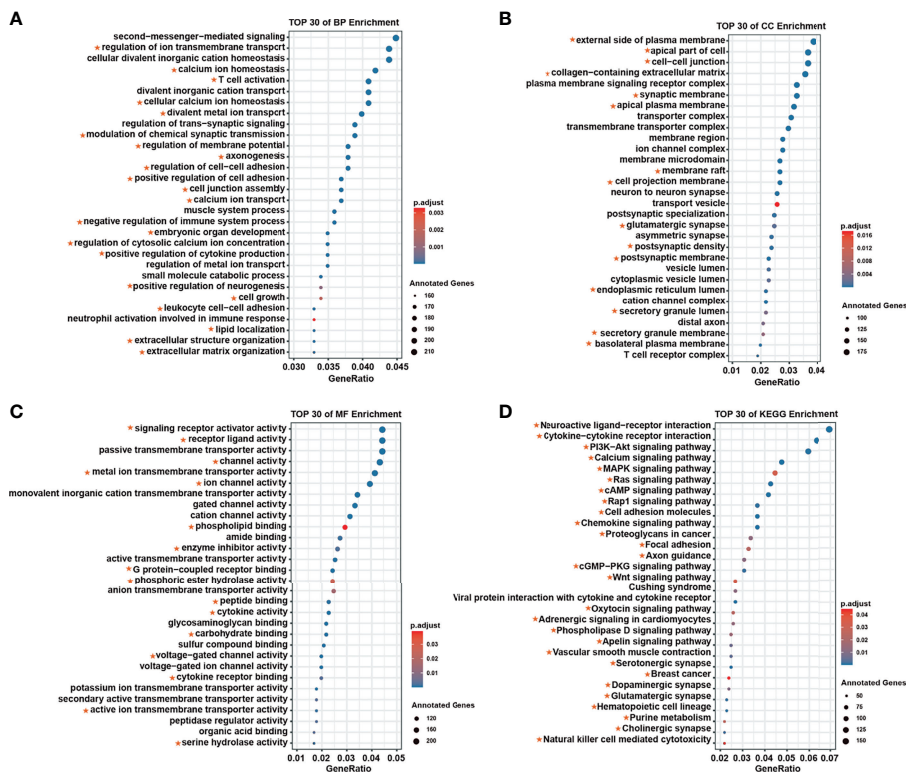 A
TOP 30 of BP Enrichment
second-messenger-mediated signaling
★regulation of ion transmembrane transport
cellular divalent inorganic cation homeostasis
★calcium ion homeostasis
★T cell activation
divalent inorganic cation transport
★cellular calcium ion homeostasis
★divalent metal ion transport
regulation of trans-synaptic signaling
★modulation of chemical synaptic transmission
★regulation of membrane potential
★axonogenesis
★regulation of cell-cell adhesion
★positive regulation of cell adhesion
★cell junction assembly
★calcium ion transport
muscle system process
★negative regulation of immune system process
★embryonic organ development
★regulation of cytosolic calcium ion concentration
★positive regulation of cytokine production
regulation of metal ion transport
small molecule catabolic process
★positive regulation of neurogenesis
★cell growth
★leukocyte cell-cell adhesion
neutrophil activation involved in immune response
★lipid localization
★extracellular structure organization
★extracellular matrix organization
0.030 0.035 0.040 0.045
GeneRatio
p.adjust
0.003
0.002
0.001
Annotated Genes
160
170
180
190
200
210
B
TOP 30 of CC Enrichment
★external side of plasma membrane
★apical part of cell
★cell-cell junction
★collagen-containing extracellular matrix
plasma membrane signaling receptor complex
★synaptic membrane
★apical plasma membrane
transporter complex
transmembrane transporter complex
membrane region
ion channel complex
membrane microdomain
★membrane raft
★cell projection membrane
neuron to neuron synapse
transport vesicle
postsynaptic specialization
★glutamatergic synapse
asymmetric synapse
★postsynaptic density
★postsynaptic membrane
vesicle lumen
cytoplasmic vesicle lumen
★endoplasmic reticulum lumen
cation channel complex
★secretory granule lumen
distal axon
★secretory granule membrane
★basolateral plasma membrane
T cell receptor complex
0.01 0.02 0.03 0.04
GeneRatio
p.adjust
0.016
0.012
0.008
0.004
Annotated Genes
100
125
150
175
C
TOP 30 of MF Enrichment
★signaling receptor activator activity
★receptor ligand activity
passive transmembrane transporter activity
★channel activity
★metal ion transmembrane transporter activity
★ion channel activity
monovalent inorganic cation transmembrane transporter activity
gated channel activity
cation channel activity
★phospholipid binding
amide binding
★enzyme inhibitor activity
active transmembrane transporter activity
★G protein-coupled receptor binding
★phosphoric ester hydrolase activity
anion transmembrane transporter activity
★peptide binding
★cytokine activity
glycosaminoglycan binding
★carbohydrate binding
sulfur compound binding
★voltage-gated channel activity
voltage-gated ion channel activity
★cytokine receptor binding
potassium ion transmembrane transporter activity
secondary active transmembrane transporter activity
★active ion transmembrane transporter activity
peptidase regulator activity
organic acid binding
★serine hydrolase activity
0.01 0.02 0.03 0.04 0.05
GeneRatio
p.adjust
0.03
0.02
0.01
Annotated Genes
120
160
200
D
TOP 30 of KEGG Enrichment
★Neuroactive ligand-receptor interaction
★Cytokine-cytokine receptor interaction
★PI3K-Akt signaling pathway
★Calcium signaling pathway
★MAPK signaling pathway
★Ras signaling pathway
★cAMP signaling pathway
★Rap1 signaling pathway
★Cell adhesion molecules
★Chemokine signaling pathway
★Proteoglycans in cancer
★Focal adhesion
★Axon guidance
★cGMP-PKG signaling pathway
★Wnt signaling pathway
Cushing syndrome
Viral protein interaction with cytokine and cytokine receptor
★Oxytocin signaling pathway
★Adrenergic signaling in cardiomyocytes
★Phospholipase D signaling pathway
★Apelin signaling pathway
★Vascular smooth muscle contraction
★Serotonergic synapse
★Breast cancer
★Dopaminergic synapse
★Glutamatergic synapse
★Hematopoietic cell lineage
★Purine metabolism
★Cholinergic synapse
★Natural killer cell mediated cytotoxicity
0.02 0.03 0.04 0.05 0.06 0.07
GeneRatio
p.adjust
0.04
0.03
0.02
0.01
Annotated Genes
50
75
100
125
150